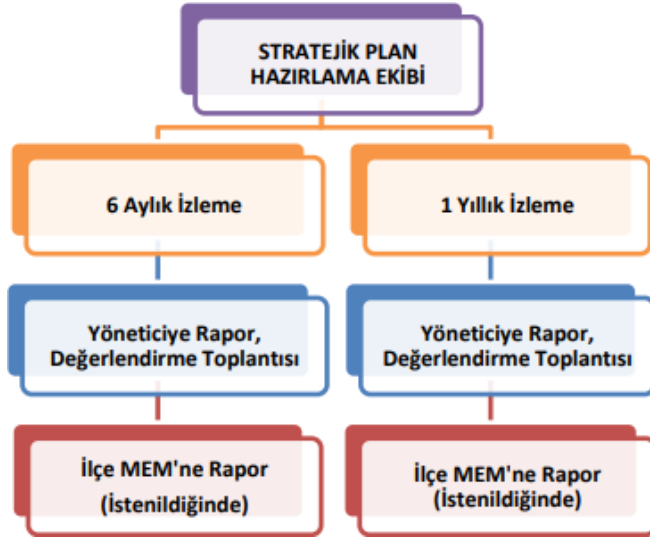 STRATEJİK PLAN
HAZIRLAMA EKİBİ
6 Aylık İzleme
1 Yıllık İzleme
Yöneticiye Rapor,
Değerlendirme Toplantısı
Yöneticiye Rapor,
Değerlendirme Toplantısı
İlçe MEM'ne Rapor
(İstenildiğinde)
İlçe MEM'ne Rapor
(İstenildiğinde)